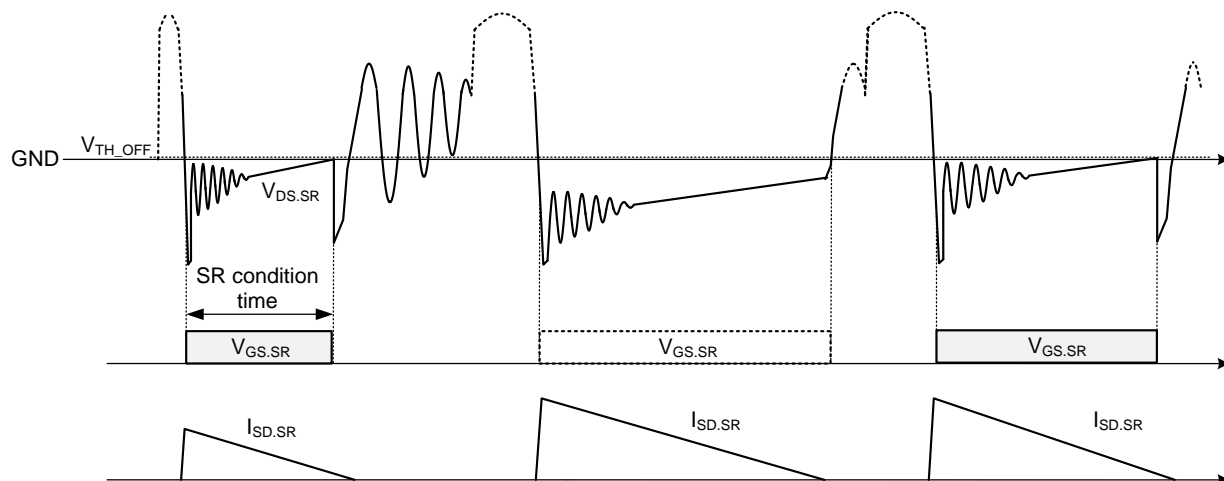 V_TH_OFF
GND
V_DS.SR
SR condition
time
V_GS.SR V_GS.SR V_GS.SR
I_SD.SR I_SD.SR I_SD.SR